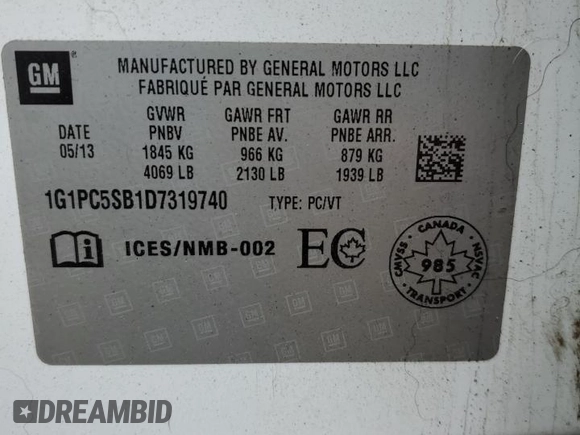 GM
MANUFACTURED BY GENERAL MOTORS LLC
FABRIQUÉ PAR GENERAL MOTORS LLC
GVWR GAWR FRT GAWR RR
DATE PNBV PNBE AV. PNBE ARR.
05/13 1845 KG 966 KG 879 KG
4069 LB 2130 LB 1939 LB
1G1PC5SB1D7319740 TYPE: PC/VT
ICES/NMB-002 EC
CANADA
CMVSS 985 NSVAC
TRANSPORT
DREAMBID